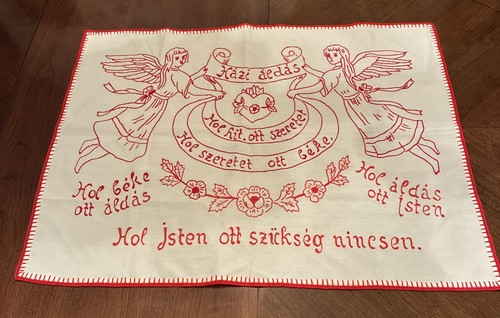 Házi áldás
Hol hit, ott szeretet
Hol szeretet ott béke,
Hol béke
ott áldás
Hol áldás
ott Isten
Hol Isten ott szükség nincsen.